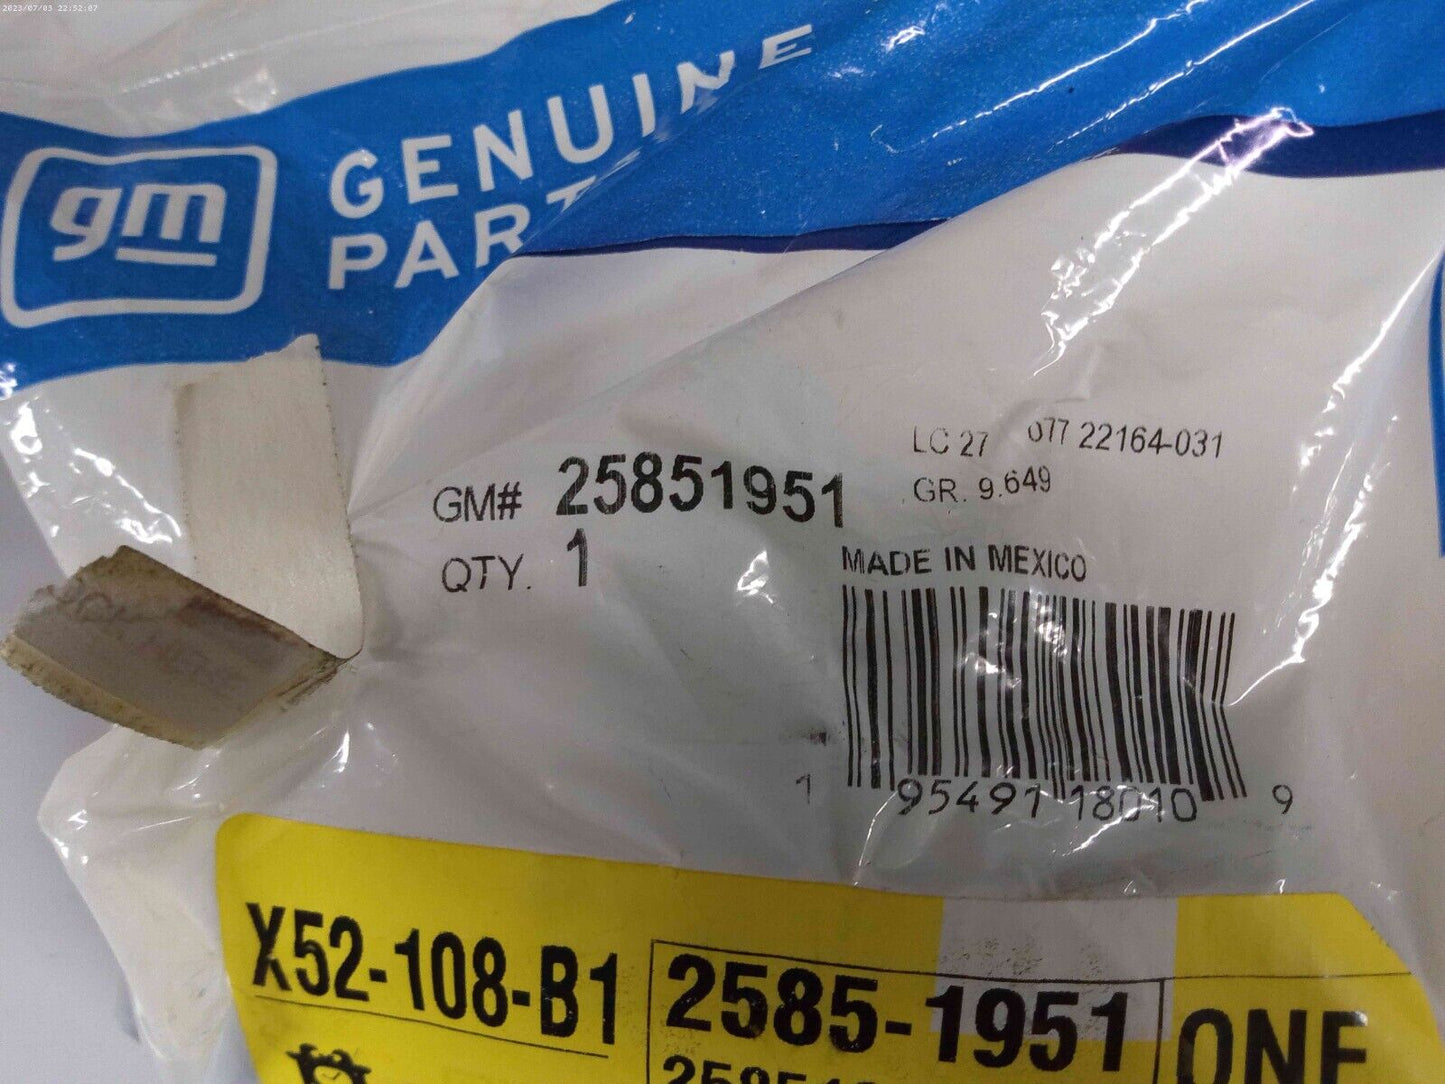 2023/07/03 22:52:07
gm
GENUINE
PARTS
GM# 25851951
QTY. 1
LC 27 077 22164-031
GR. 9.649
MADE IN MEXICO
1 95491 18010 9
X52-108-B1
2585-1951
ONE